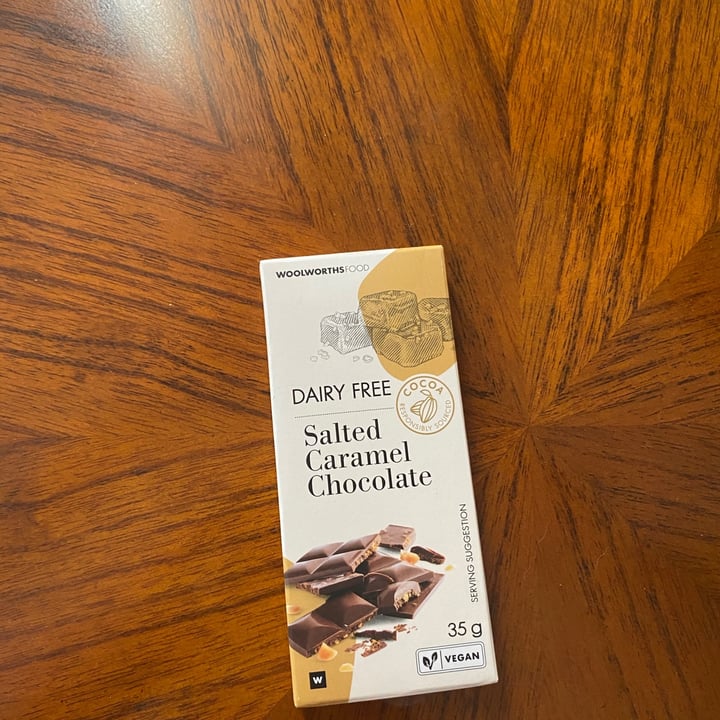 WOOLWORTHSFOOD
DAIRY FREE
COCOA
RESPONSIBLY SOURCED
Salted
Caramel
Chocolate
SERVING SUGGESTION
35 g
VEGAN
W